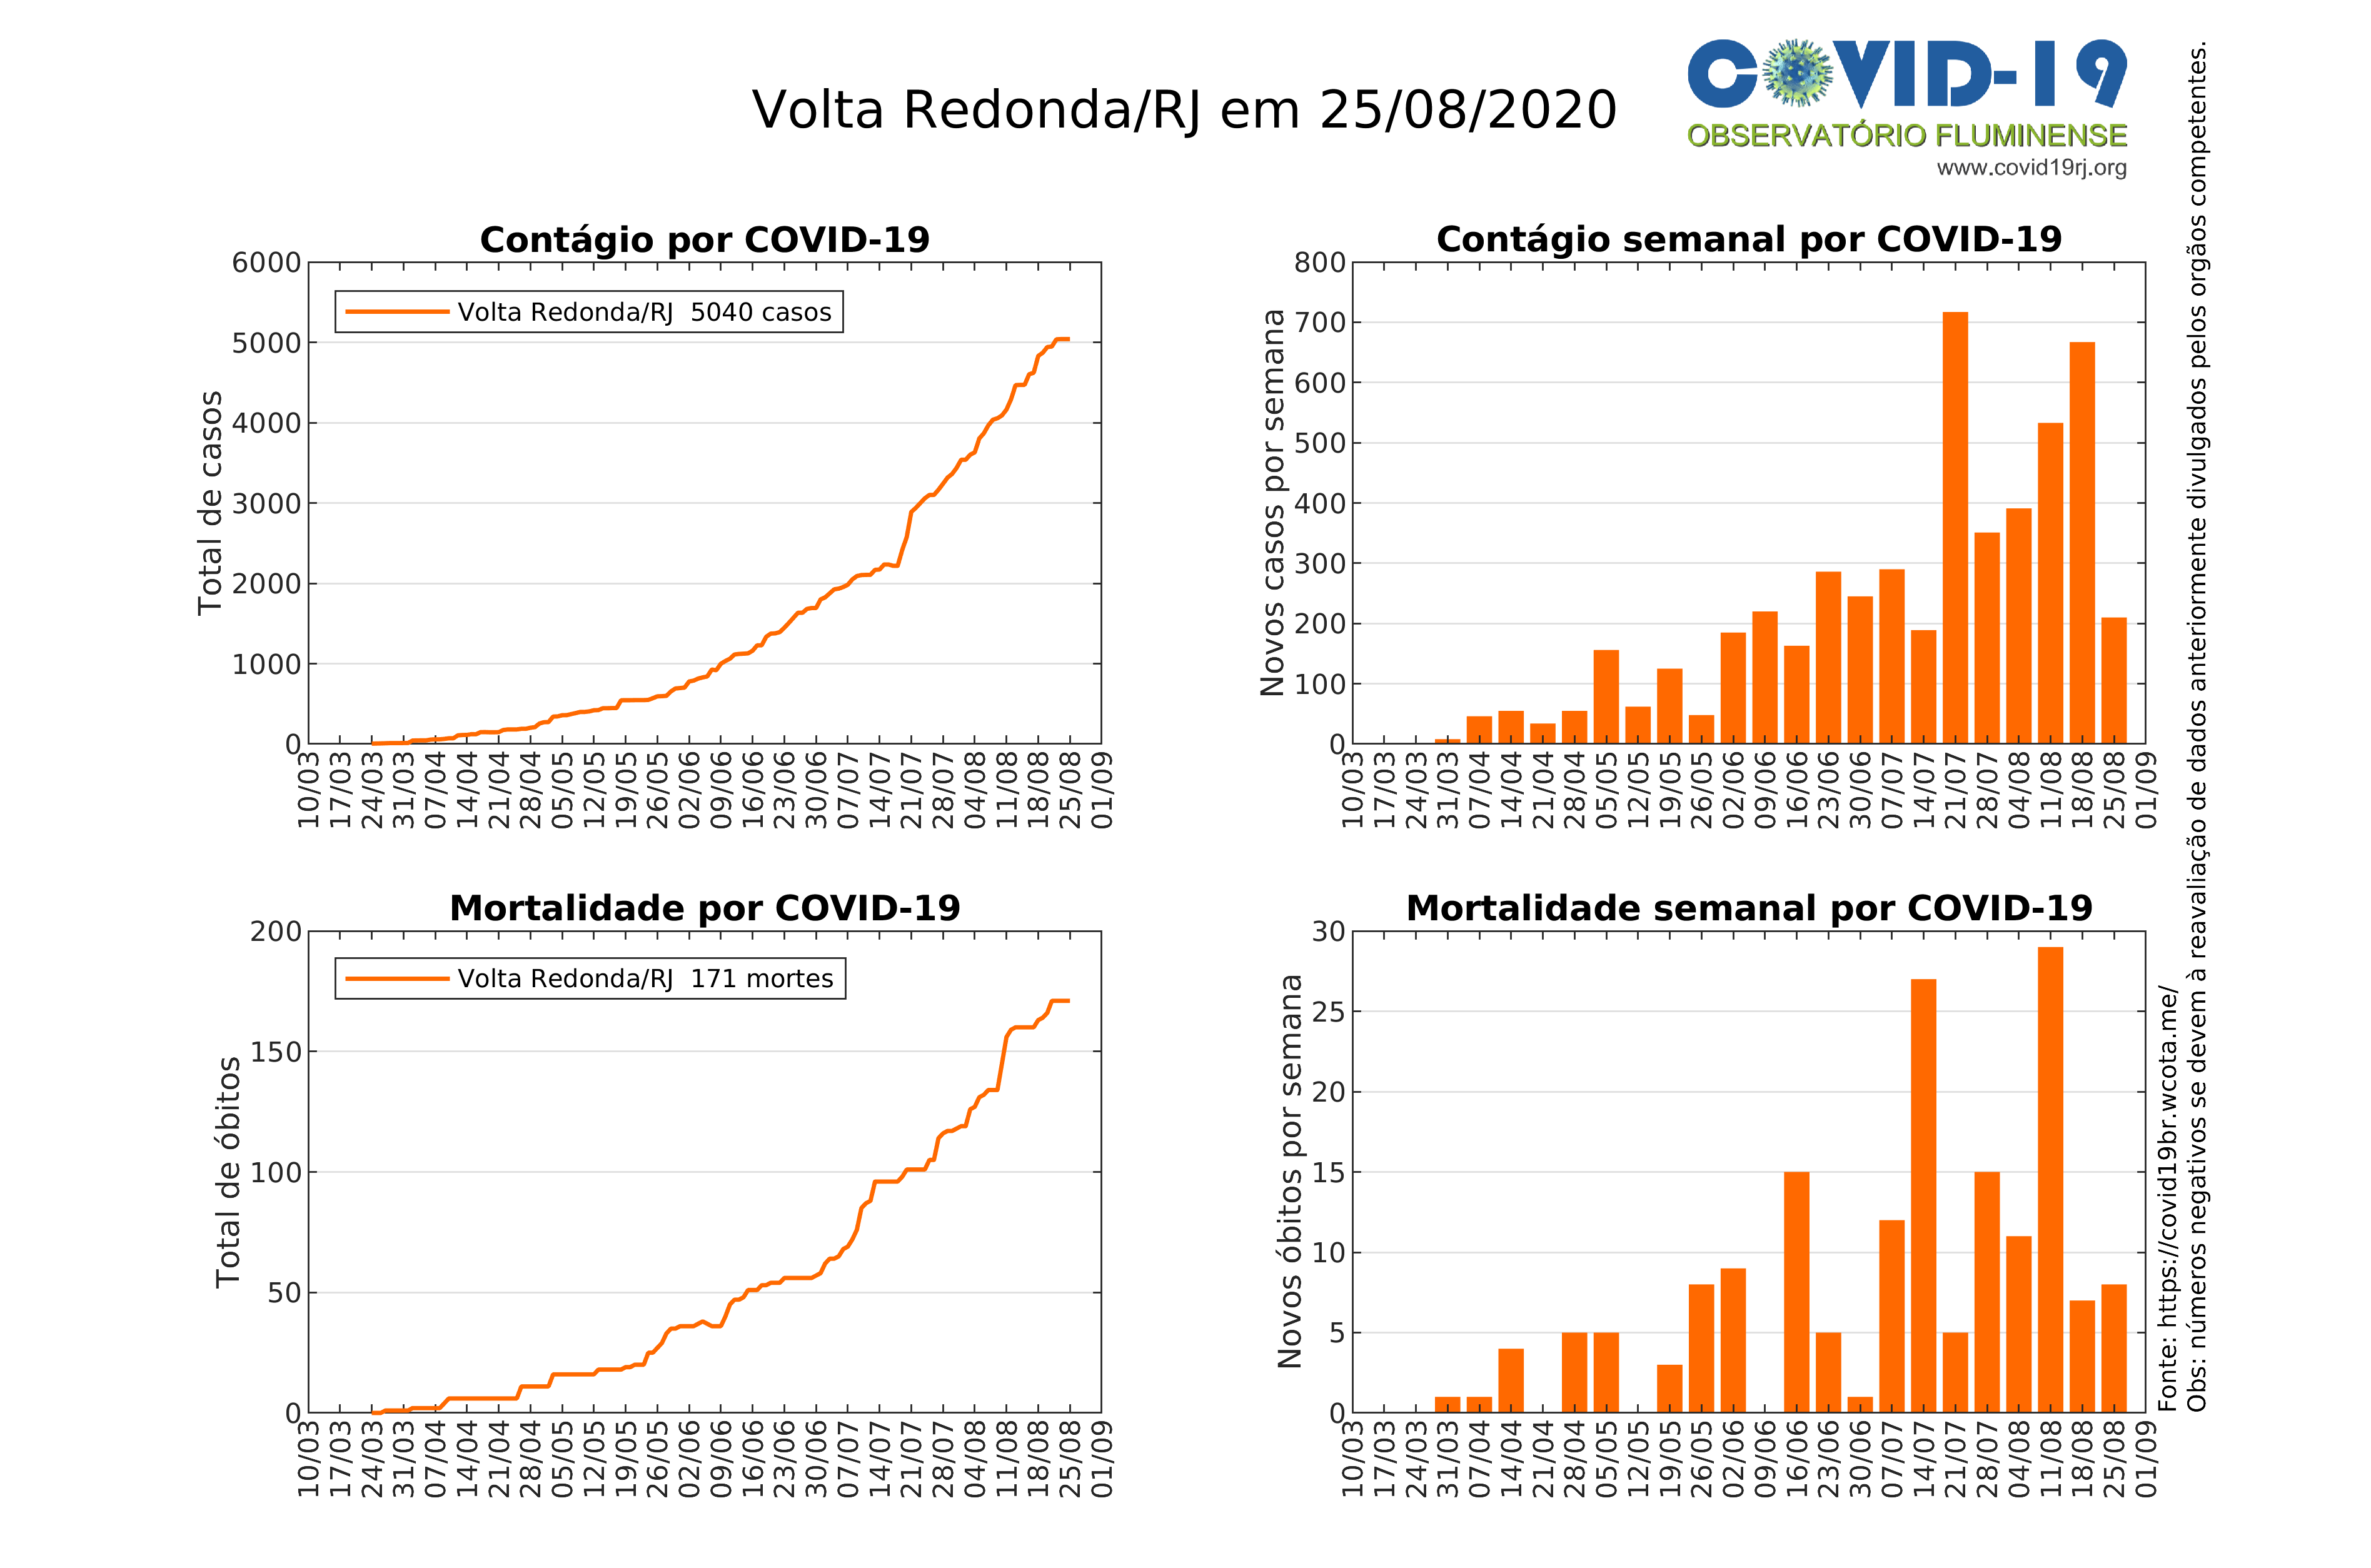 Volta Redonda/RJ em 25/08/2020
COVID-19
OBSERVATÓRIO FLUMINENSE
www.covid19rj.org
Contágio por COVID-19
Total de casos
6000
5000
4000
3000
2000
1000
0
Volta Redonda/RJ 5040 casos
10/03 17/03 24/03 31/03 07/04 14/04 21/04 28/04 05/05 12/05 19/05 26/05 02/06 09/06 16/06 23/06 30/06 07/07 14/07 21/07 28/07 04/08 11/08 18/08 25/08 01/09
Contágio semanal por COVID-19
Novos casos por semana
800
700
600
500
400
300
200
100
0
10/03 17/03 24/03 31/03 07/04 14/04 21/04 28/04 05/05 12/05 19/05 26/05 02/06 09/06 16/06 23/06 30/06 07/07 14/07 21/07 28/07 04/08 11/08 18/08 25/08 01/09
Mortalidade por COVID-19
Total de óbitos
200
150
100
50
0
Volta Redonda/RJ 171 mortes
10/03 17/03 24/03 31/03 07/04 14/04 21/04 28/04 05/05 12/05 19/05 26/05 02/06 09/06 16/06 23/06 30/06 07/07 14/07 21/07 28/07 04/08 11/08 18/08 25/08 01/09
Mortalidade semanal por COVID-19
Novos óbitos por semana
30
25
20
15
10
5
0
10/03 17/03 24/03 31/03 07/04 14/04 21/04 28/04 05/05 12/05 19/05 26/05 02/06 09/06 16/06 23/06 30/06 07/07 14/07 21/07 28/07 04/08 11/08 18/08 25/08 01/09
Fonte: https://covid19br.wcota.me/
Obs: números negativos se devem à reavaliação de dados anteriormente divulgados pelos orgãos competentes.